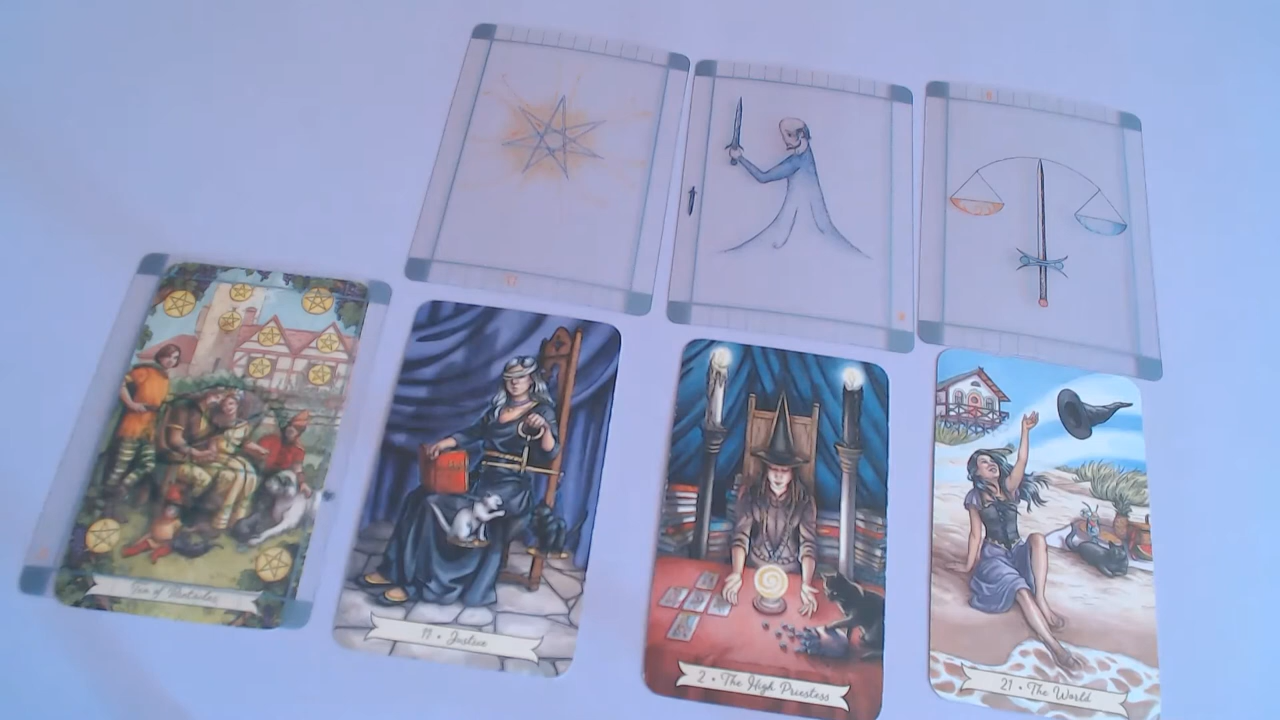 Ten of Pentacles
11 • Justice
2 • The High Priestess
21 • The World